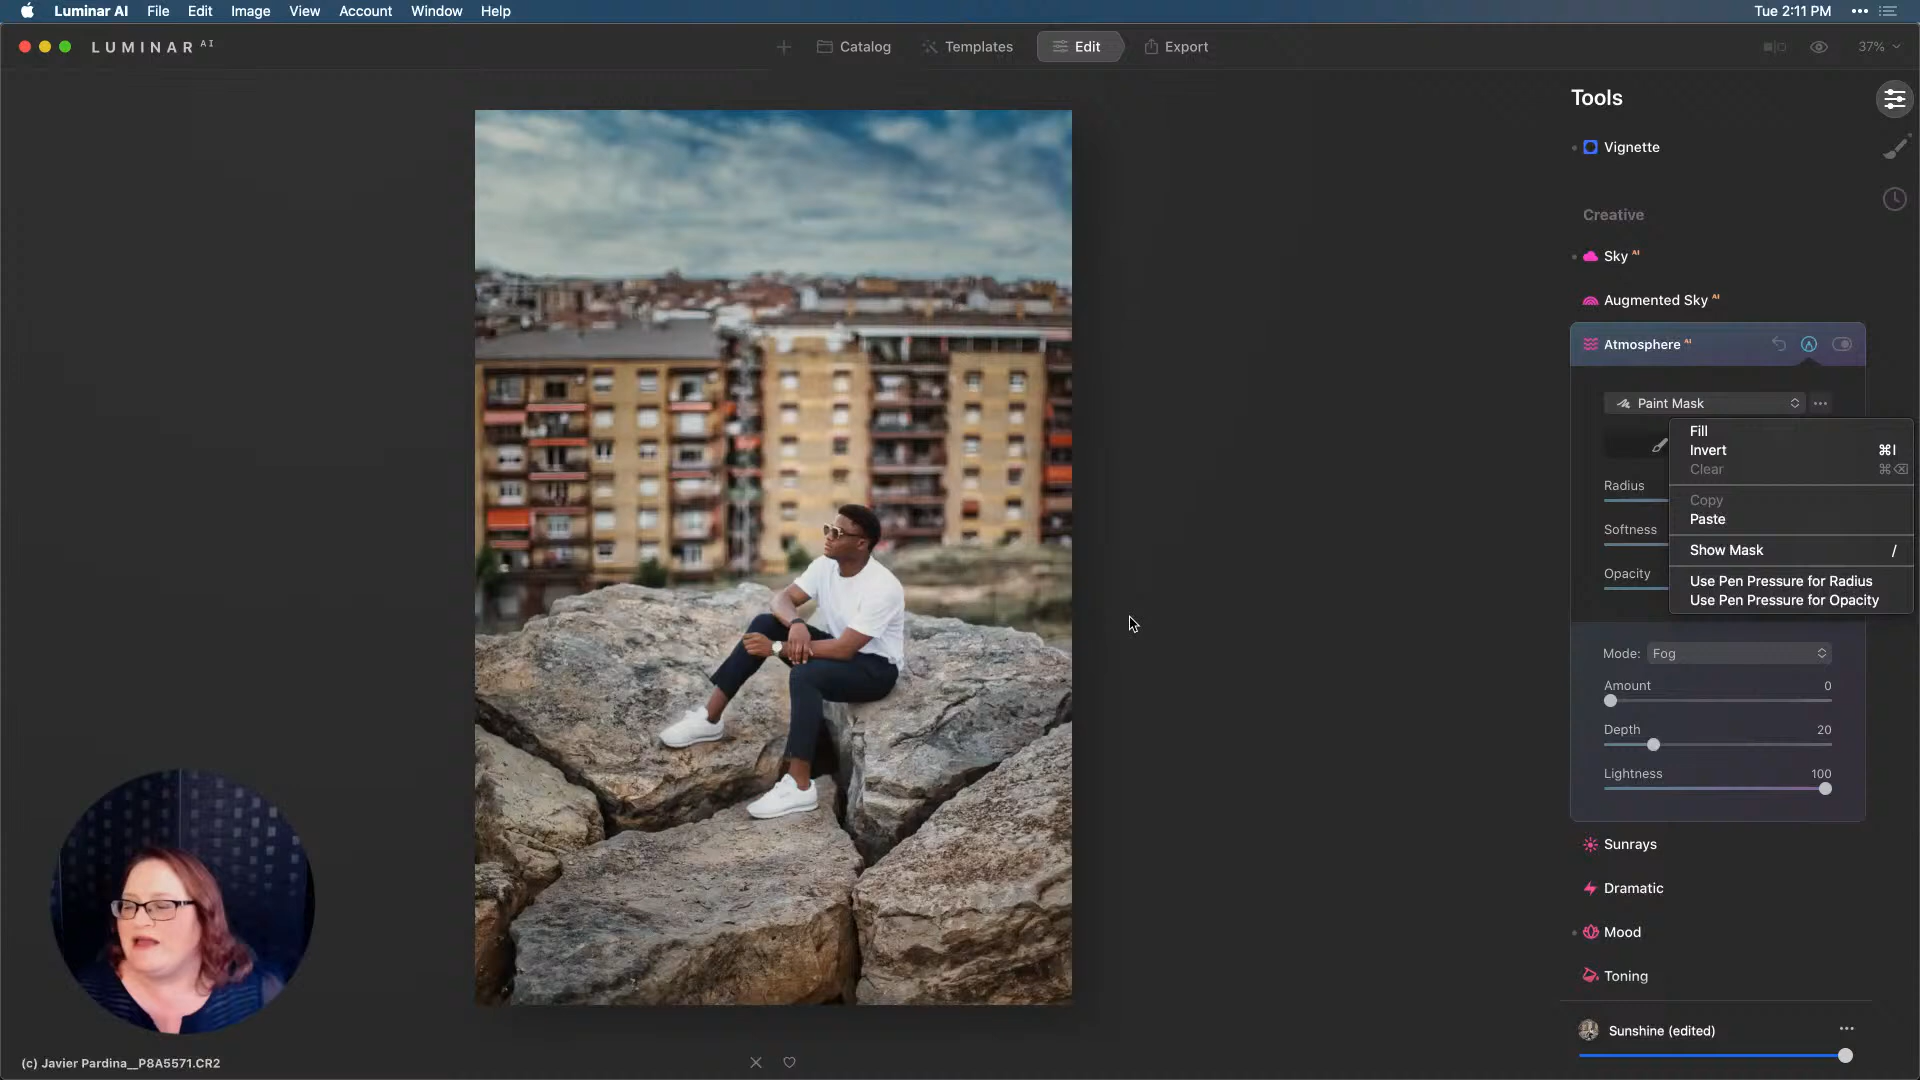 Luminar AI File Edit Image View Account Window Help Tue 2:11 PM
LUMINAR AI Catalog Templates Edit Export 37%
Tools
Vignette
Creative
Sky AI
Augmented Sky AI
Atmosphere AI
Paint Mask
Fill
Invert ⌘I
Clear ⌘⌫
Radius
Copy
Paste
Softness
Show Mask /
Opacity
Use Pen Pressure for Radius
Use Pen Pressure for Opacity
Mode: Fog
Amount 0
Depth 20
Lightness 100
Sunrays
Dramatic
Mood
Toning
Sunshine (edited)
(c) Javier Pardina__P8A5571.CR2